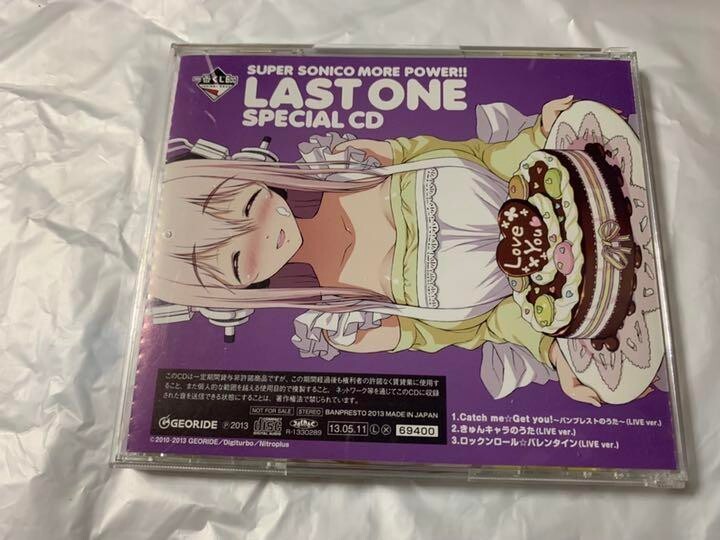 一番くじ
SUPER SONICO MORE POWER!!
LAST ONE
SPECIAL CD
Love
You
このCDは一定期間貸与非許諾商品ですが、この期間経過後も権利者の許諾なく賃貸業に使用す
ること、また個人的な範囲を越える使用目的で複製すること、ネットワーク等を通じてこのCDに収録
された音を送信できる状態にすることは、著作権法で禁じられています。
GEORIDE
Ⓟ2013
NOT FOR SALE
STEREO
BANPRESTO 2013 MADE IN JAPAN
COMPACT
disc
DIGITAL AUDIO
JASRAC
R-1330289
13.05.11
Ⓛ
Ⓧ
69400
©2010-2013 GEORIDE/Digiturbo/Nitroplus
1.Catch me☆Get you!~バンプレストのうた~(LIVE ver.)
2.きゅんキャラのうた(LIVE ver.)
3.ロックンロール☆バレンタイン(LIVE ver.)